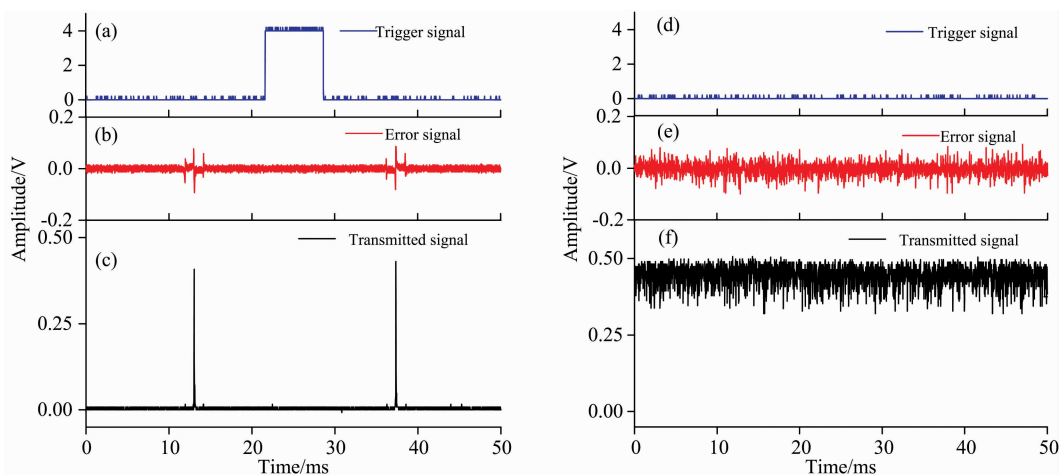 (a)
Trigger signal
4
2
0
0.2
(b)
Error signal
0.0
-0.2
0.50
Transmitted signal
(c)
0.25
0.00
0 10 20 30 40 50
Time/ms
Amplitude/V
(d)
Trigger signal
4
2
0
0.2
(e)
Error signal
0.0
-0.2
(f)
Transmitted signal
0.50
0.25
0.00
0 10 20 30 40 50
Time/ms
Amplitude/V